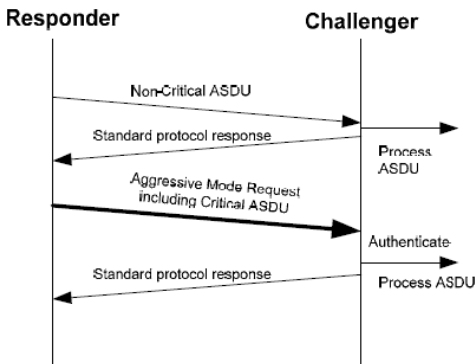 Responder
Challenger
Non-Critical ASDU
Standard protocol response
Process
ASDU
Aggressive Mode Request
including Critical ASDU
Authenticate
Standard protocol response
Process ASDU